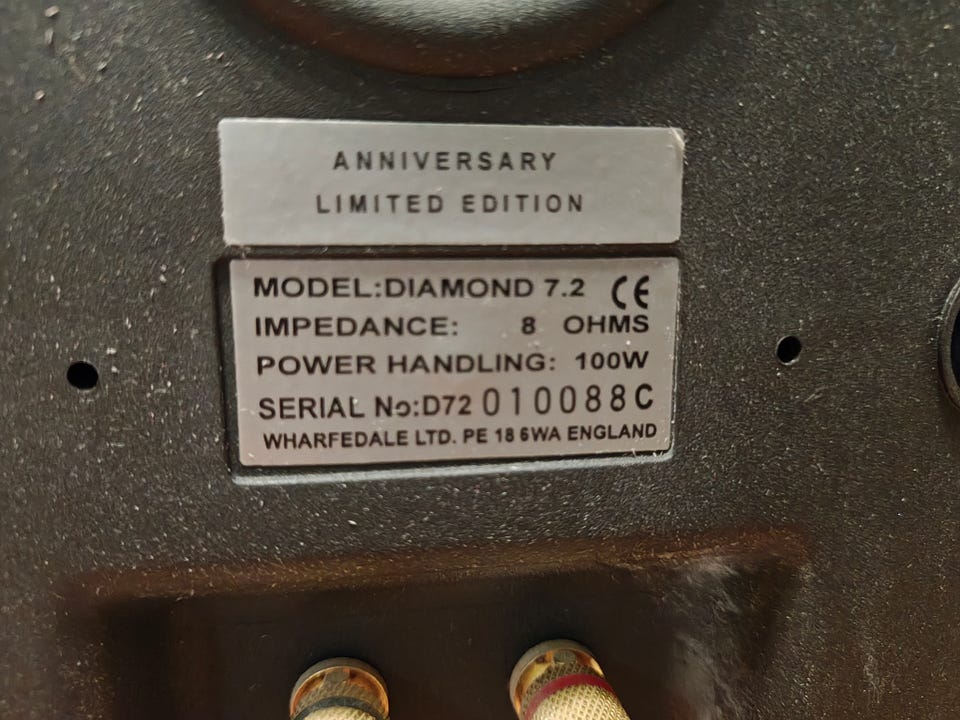 ANNIVERSARY
LIMITED EDITION
MODEL:DIAMOND 7.2 CE
IMPEDANCE: 8 OHMS
POWER HANDLING: 100W
SERIAL No:D72 010088C
WHARFEDALE LTD. PE 18 6WA ENGLAND